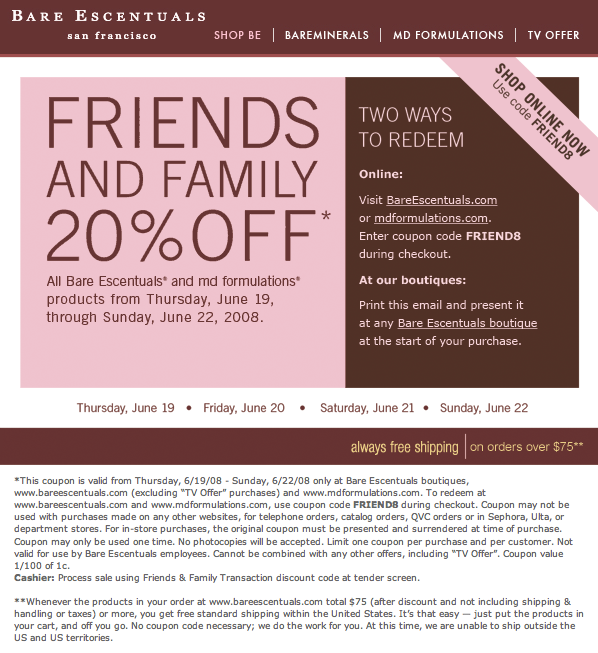 BARE ESCENTUALS
san francisco
SHOP BE
BAREMINERALS
MD FORMULATIONS
TV OFFER
SHOP ONLINE NOW
Use code FRIEND8
FRIENDS
AND FAMILY
20%OFF*
All Bare Escentuals® and md formulations®
products from Thursday, June 19,
through Sunday, June 22, 2008.
TWO WAYS
TO REDEEM
Online:
Visit BareEscentuals.com
or mdformulations.com.
Enter coupon code FRIEND8
during checkout.
At our boutiques:
Print this email and present it
at any Bare Escentuals boutique
at the start of your purchase.
Thursday, June 19 • Friday, June 20 • Saturday, June 21 • Sunday, June 22
always free shipping | on orders over $75**
*This coupon is valid from Thursday, 6/19/08 - Sunday, 6/22/08 only at Bare Escentuals boutiques,
www.bareescentuals.com (excluding “TV Offer” purchases) and www.mdformulations.com. To redeem at
www.bareescentuals.com and www.mdformulations.com, use coupon code FRIEND8 during checkout. Coupon may not be
used with purchases made on any other websites, for telephone orders, catalog orders, QVC orders or in Sephora, Ulta, or
department stores. For in-store purchases, the original coupon must be presented and surrendered at time of purchase.
Coupon may only be used one time. No photocopies will be accepted. Limit one coupon per purchase and per customer. Not
valid for use by Bare Escentuals employees. Cannot be combined with any other offers, including “TV Offer”. Coupon value
1/100 of 1c.
Cashier: Process sale using Friends & Family Transaction discount code at tender screen.
**Whenever the products in your order at www.bareescentuals.com total $75 (after discount and not including shipping &
handling or taxes) or more, you get free standard shipping within the United States. It’s that easy — just put the products in
your cart, and off you go. No coupon code necessary; we do the work for you. At this time, we are unable to ship outside the
US and US territories.